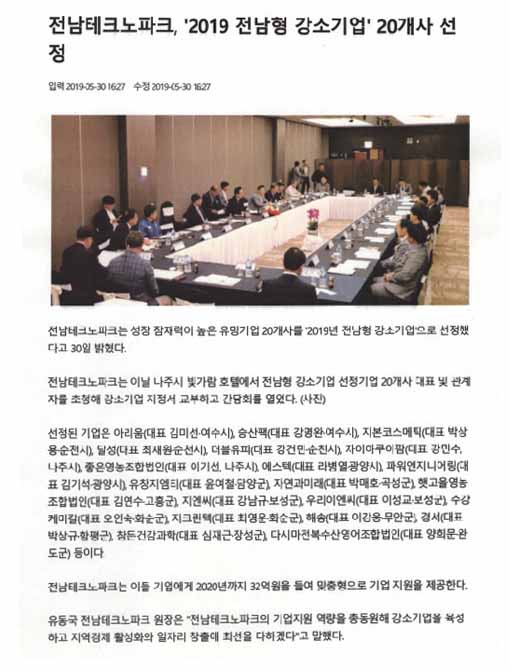 전남테크노파크, '2019 전남형 강소기업' 20개사 선
정
입력 2019-05-30 16:27 수정 2019-05-30 16:27
전남테크노파크는 성장 잠재력이 높은 유망기업 20개사를 '2019년 전남형 강소기업'으로 선정했
다고 30일 밝혔다.
전남테크노파크는 이날 나주시 빛가람 호텔에서 전남형 강소기업 선정기업 20개사 대표 및 관계
자를 초청해 강소기업 지정서 교부하고 간담회를 열었다. (사진)
선정된 기업은 아리움(대표 김미선·여수시), 승산팩(대표 강명완·여수시), 지본코스메틱(대표 박상
용·순천시), 달성(대표 최새원·순선시), 더블유피(대표 강건민·순천시), 자이아쿠아팜(대표 강민수,
나주시), 좋은영농조합법인(대표 이기선, 나주시), 에스텍(대표 라병열·광양시), 파워엔지니어링(대
표 김기석·광양시), 유창지엠티(대표 윤여철·담양군), 자연과미래(대표 박매호·곡성군), 햇고을영농
조합법인(대표 김연수·고흥군), 지엔씨(대표 강남규·보성군), 우리이엔씨(대표 이성교·보성군), 수강
케미칼(대표 오인숙·화순군), 지크린텍(대표 최영운·화순군), 해송(대표 이강웅·무안군), 경서(대표
박상규·함평군), 참든건강과학(대표 심재근·장성군), 다시마전복수산영어조합법인(대표 양희문·완
도군) 등이다.
전남테크노파크는 이들 기업에게 2020년까지 32억원을 들여 맞춤형으로 기업 지원을 제공한다.
유동국 전남테크노파크 원장은 "전남테크노파크의 기업지원 역량을 총동원해 강소기업을 육성
하고 지역경제 활성화와 일자리 창출에 최선을 다하겠다"고 말했다.